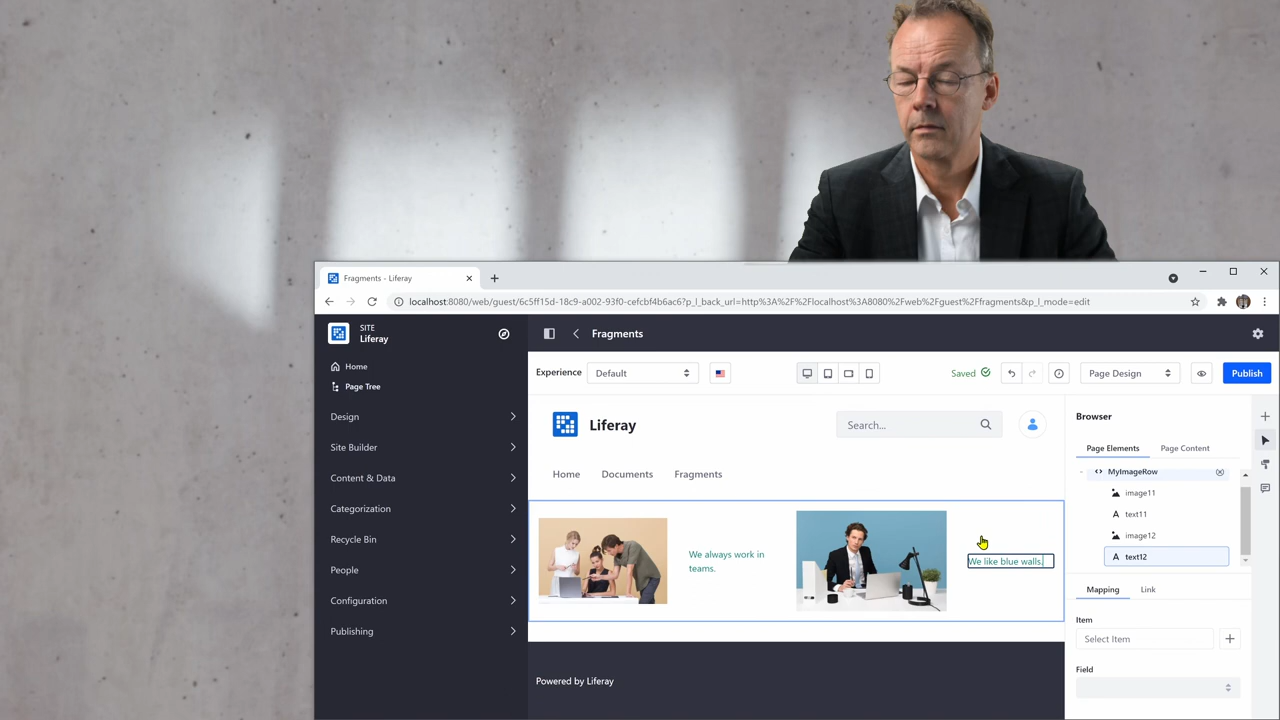 Fragments - Liferay
localhost:8080/web/guest/6c5ff15d-18c9-a002-93f0-cefcbf4b6ac6?p_l_back_url=http%3A%2F%2Flocalhost%3A8080%2Fweb%2Fguest%2Ffragments&p_l_mode=edit
SITE
Liferay
Fragments
Home
Page Tree
Design
Site Builder
Content & Data
Categorization
Recycle Bin
People
Configuration
Publishing
Experience
Default
Saved
Page Design
Publish
Liferay
Search...
Home Documents Fragments
We always work in
teams.
We like blue walls.
Powered by Liferay
Browser
Page Elements Page Content
MyImageRow
image11
text11
image12
text12
Mapping Link
Item
Select Item
Field